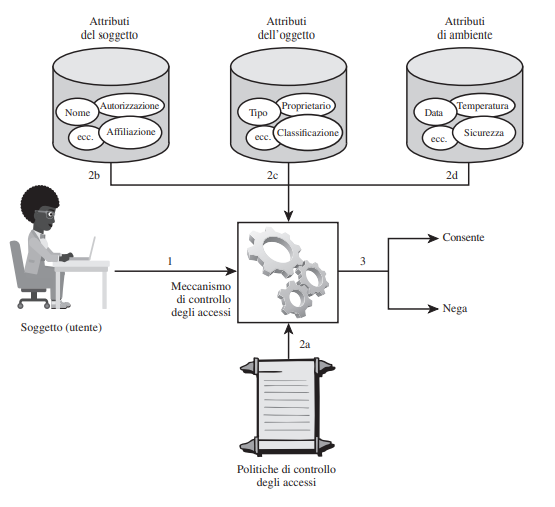 Attributi
del soggetto
Attributi
dell'oggetto
Attributi
di ambiente
Nome
Autorizzazione
ecc.
Affiliazione
Tipo
Proprietario
ecc.
Classificazione
Data
Temperatura
ecc.
Sicurezza
2b
2c
2d
1
Meccanismo
di controllo
degli accessi
3
Consente
Nega
Soggetto (utente)
2a
Politiche di controllo
degli accessi